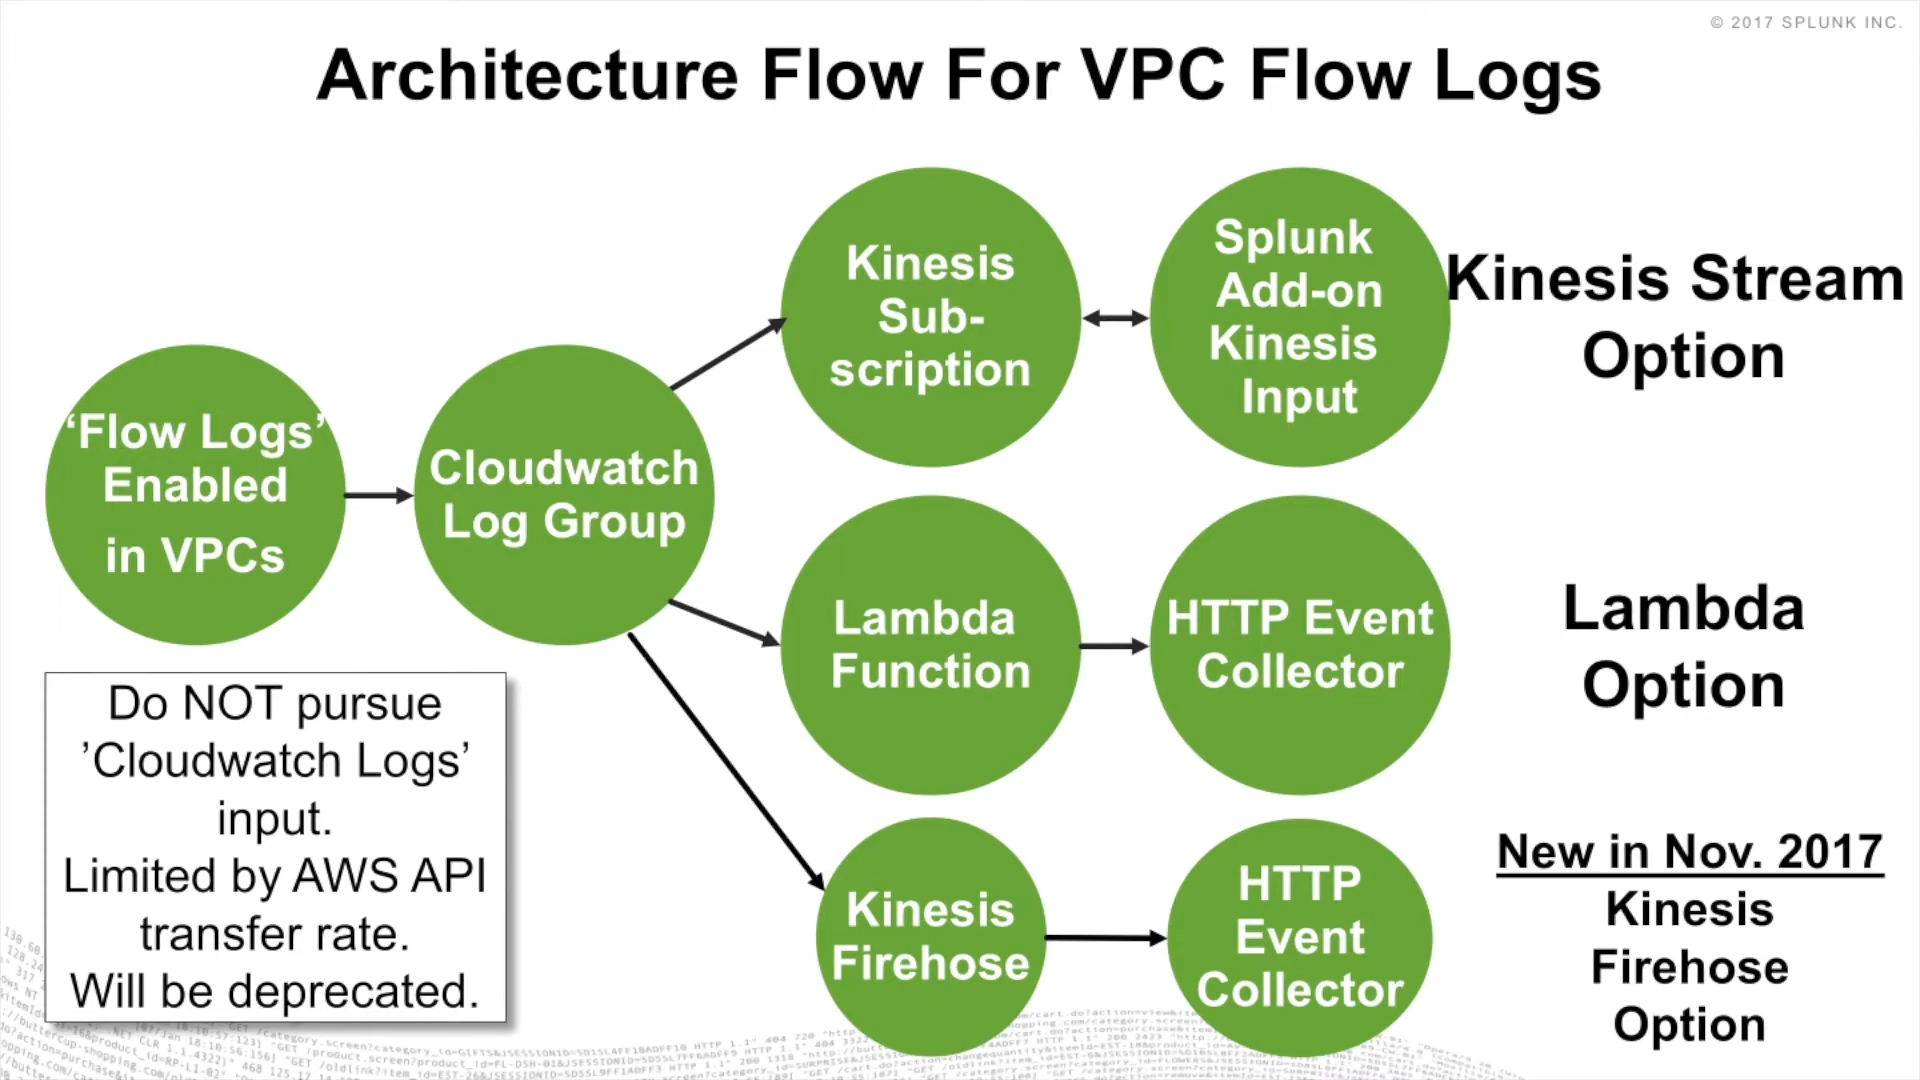 © 2017 SPLUNK INC.
Architecture Flow For VPC Flow Logs
‘Flow Logs’
Enabled
in VPCs
Cloudwatch
Log Group
Kinesis
Sub-
scription
Splunk
Add-on
Kinesis
Input
Kinesis Stream
Option
Lambda
Function
HTTP Event
Collector
Lambda
Option
Kinesis
Firehose
HTTP
Event
Collector
New in Nov. 2017
Kinesis
Firehose
Option
Do NOT pursue
’Cloudwatch Logs’
input.
Limited by AWS API
transfer rate.
Will be deprecated.